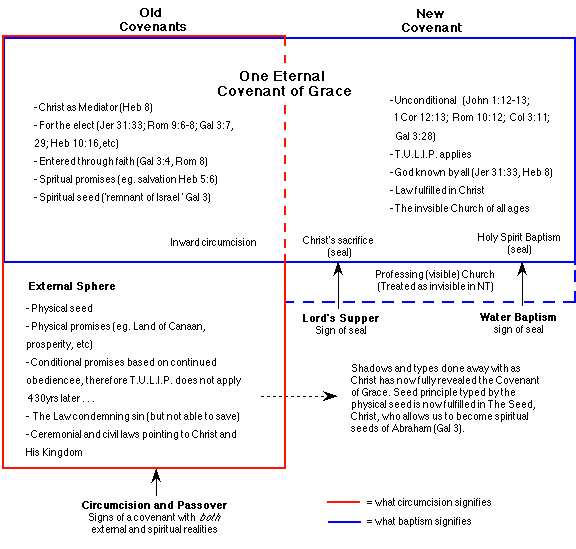 Old
Covenants
New
Covenant
One Eternal
Covenant of Grace
- Christ as Mediator (Heb 8)
- For the elect (Jer 31:33; Rom 9:6-8; Gal 3:7,
29; Heb 10:16,etc)
- Entered through faith (Gal 3:4, Rom 8)
- Spritual promises (eg. salvation Heb 5:6)
- Spiritual seed ('remnant of Israel' Gal 3)
- Unconditional (John 1:12-13;
1Cor 12:13; Rom 10:12; Col 3:11;
Gal 3:28)
- T.U.L.I.P. applies
- God known by all (Jer 31:33, Heb 8)
- Law fulfilled in Christ
- The invsible Church of all ages
Inward circumcision
Christ's sacrifice
(seal)
Holy Spirit Baptism
(seal)
External Sphere
- Physical seed
- Physical promises (eg. Land of Canaan,
prosperity, etc)
- Conditional promises based on continued
obediencee, therefore T.U.L.I.P. does not apply
430yrs later . . .
- The Law condemning sin (but not able to save)
- Ceremonial and civil laws pointing to Christ and
His Kingdom
Professing (visible) Church
(Treated as invisible in NT)
Lord's Supper
Sign of seal
Water Baptism
sign of seal
Shadows and types done away with as
Christ has now fully revealed the Covenant
of Grace. Seed principle typed by the
physical seed is now fulfilled in The Seed,
Christ, who allows us to become spiritual
seeds of Abraham (Gal 3).
Circumcision and Passover
Signs of a covenant with both
external and spiritual realities
= what circumcision signifies
= what baptism signifies